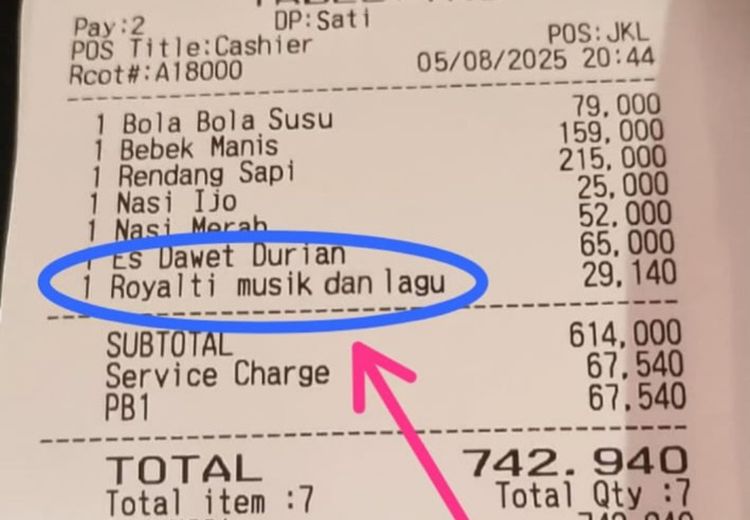 Pay:2 DP:Sati
POS Title:Cashier POS:JKL
Rcot#:A18000 05/08/2025 20:44
1 Bola Bola Susu 79,000
1 Bebek Manis 159,000
1 Rendang Sapi 215,000
1 Nasi Ijo 25,000
1 Nasi Merah 52,000
1 Es Dawet Durian 65,000
1 Royalti musik dan lagu 29,140
SUBTOTAL 614,000
Service Charge 67,540
PB1 67,540
TOTAL 742.940
Total item :7 Total Qty :7